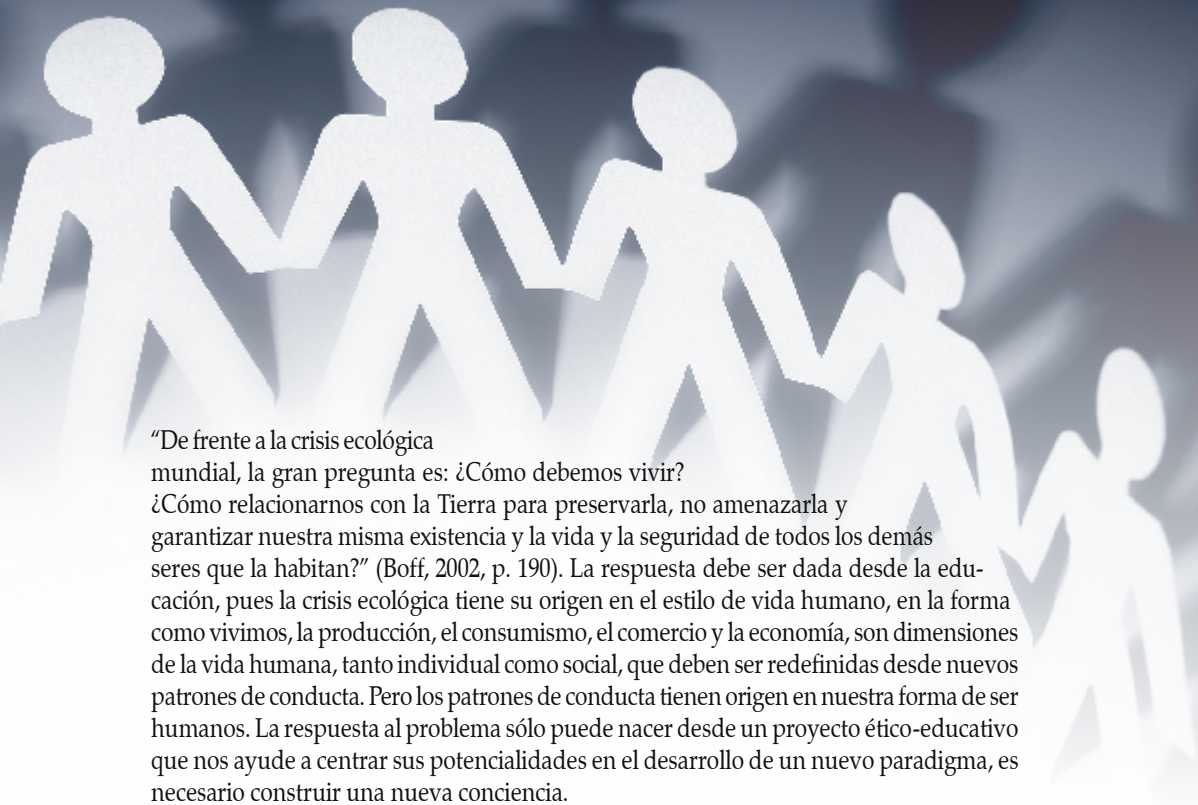 “De frente a la crisis ecológica
mundial, la gran pregunta es: ¿Cómo debemos vivir?
¿Cómo relacionarnos con la Tierra para preservarla, no amenazarla y
garantizar nuestra misma existencia y la vida y la seguridad de todos los demás
seres que la habitan?” (Boff, 2002, p. 190). La respuesta debe ser dada desde la edu-
cación, pues la crisis ecológica tiene su origen en el estilo de vida humano, en la forma
como vivimos, la producción, el consumismo, el comercio y la economía, son dimensiones
de la vida humana, tanto individual como social, que deben ser redefinidas desde nuevos
patrones de conducta. Pero los patrones de conducta tienen origen en nuestra forma de ser
humanos. La respuesta al problema sólo puede nacer desde un proyecto ético-educativo
que nos ayude a centrar sus potencialidades en el desarrollo de un nuevo paradigma, es
necesario construir una nueva conciencia.